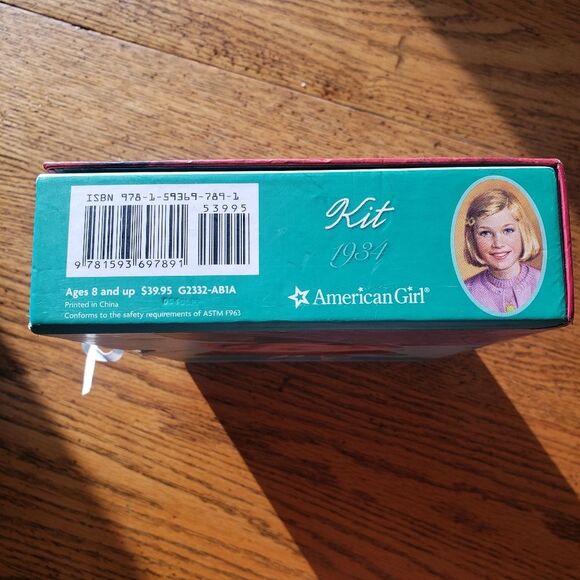 ISBN 978-1-59369-789-1
53995
9 781593 697891
Ages 8 and up $39.95 G2332-AB1A
Printed in China
Conforms to the safety requirements of ASTM F963
Kit
1934
American Girl®